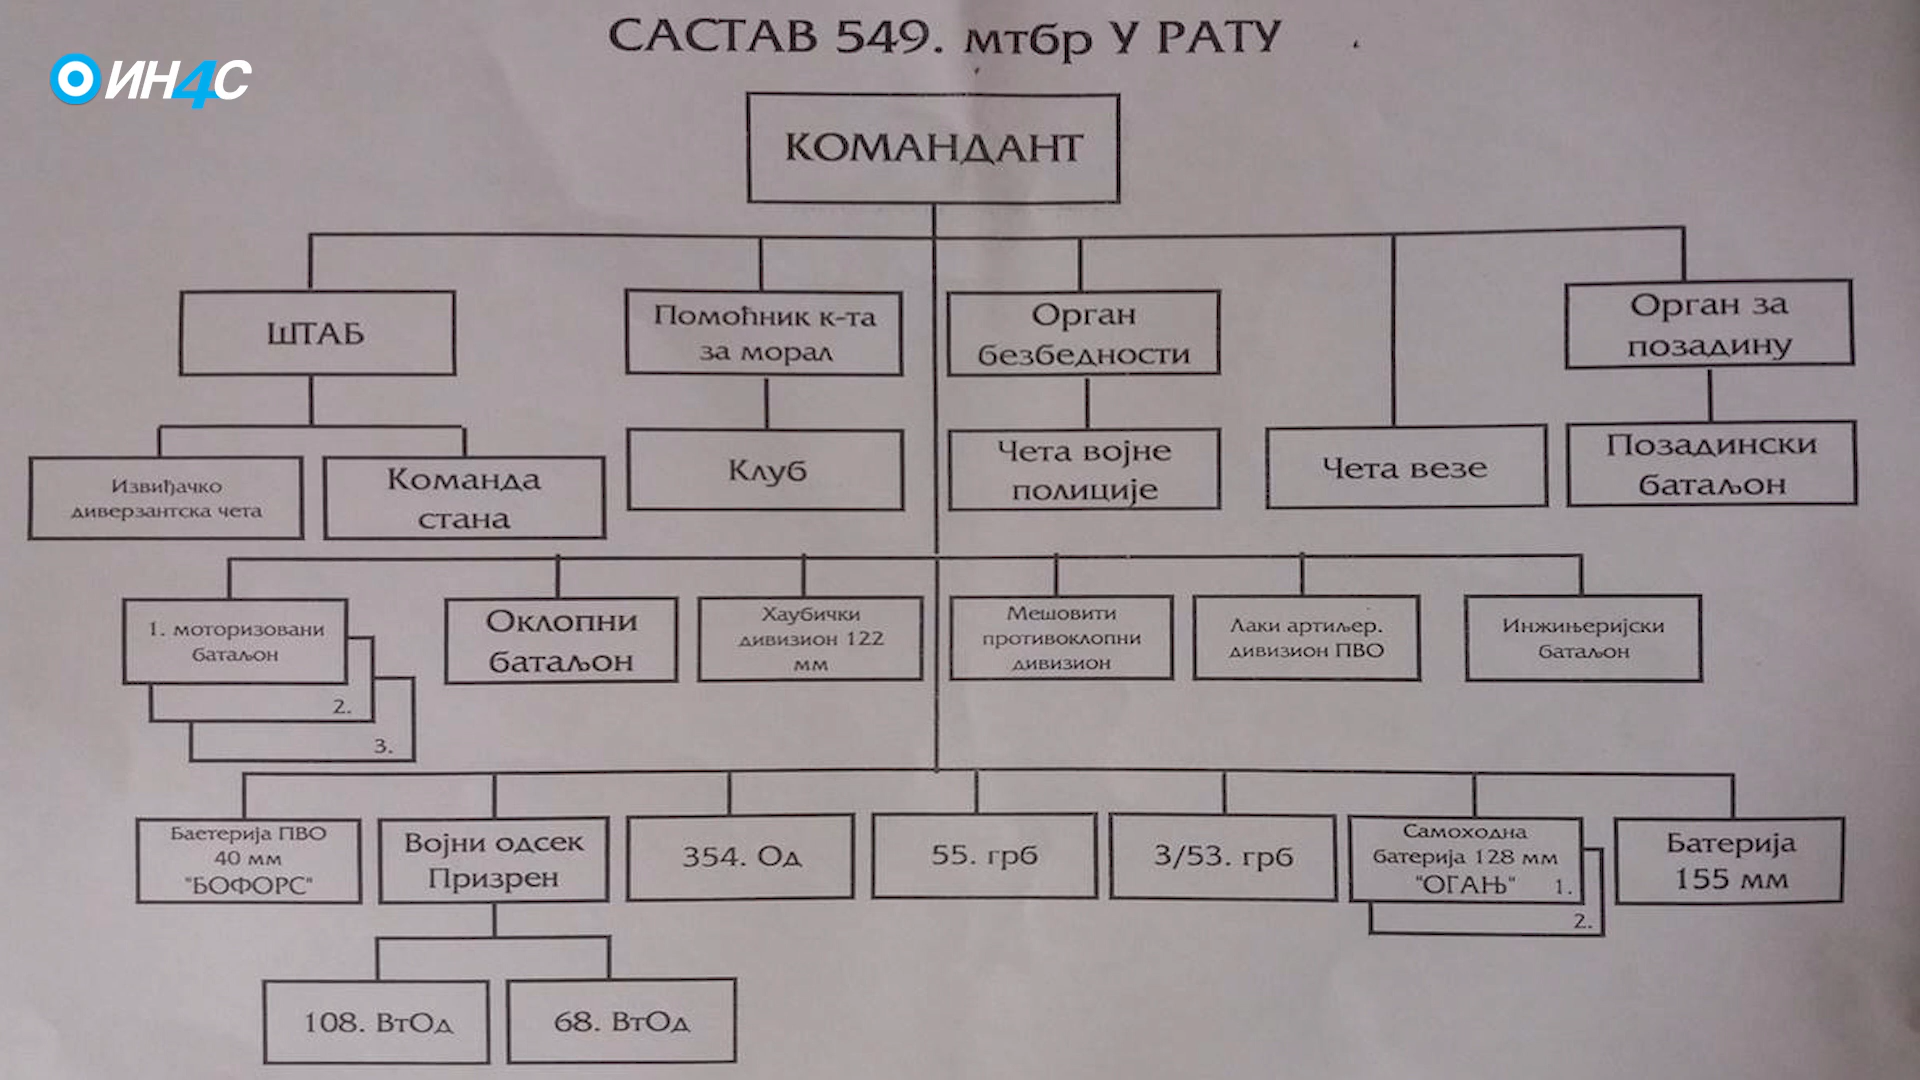 САСТАВ 549. мтбр У РАТУ
ИН4С
КОМАНДАНТ
ШТАБ
Помоћник к-та
за морал
Орган
безбедности
Орган за
позадину
Извиђачко
диверзантска чета
Команда
стана
Клуб
Чета војне
полиције
Чета везе
Позадински
батаљон
1. моторизовани
батаљон
2.
3.
Оклопни
батаљон
Хаубички
дивизион 122
мм
Мешовити
противоклопни
дивизион
Лаки артиљер.
дивизион ПВО
Инжињеријски
батаљон
Баетерија ПВО
40 мм
"БОФОРС"
Војни одсек
Призрен
354. Од
55. грб
3/53. грб
Самоходна
батерија 128 мм
"ОГАЊ" 1.
2.
Батерија
155 мм
108. ВтОд
68. ВтОд